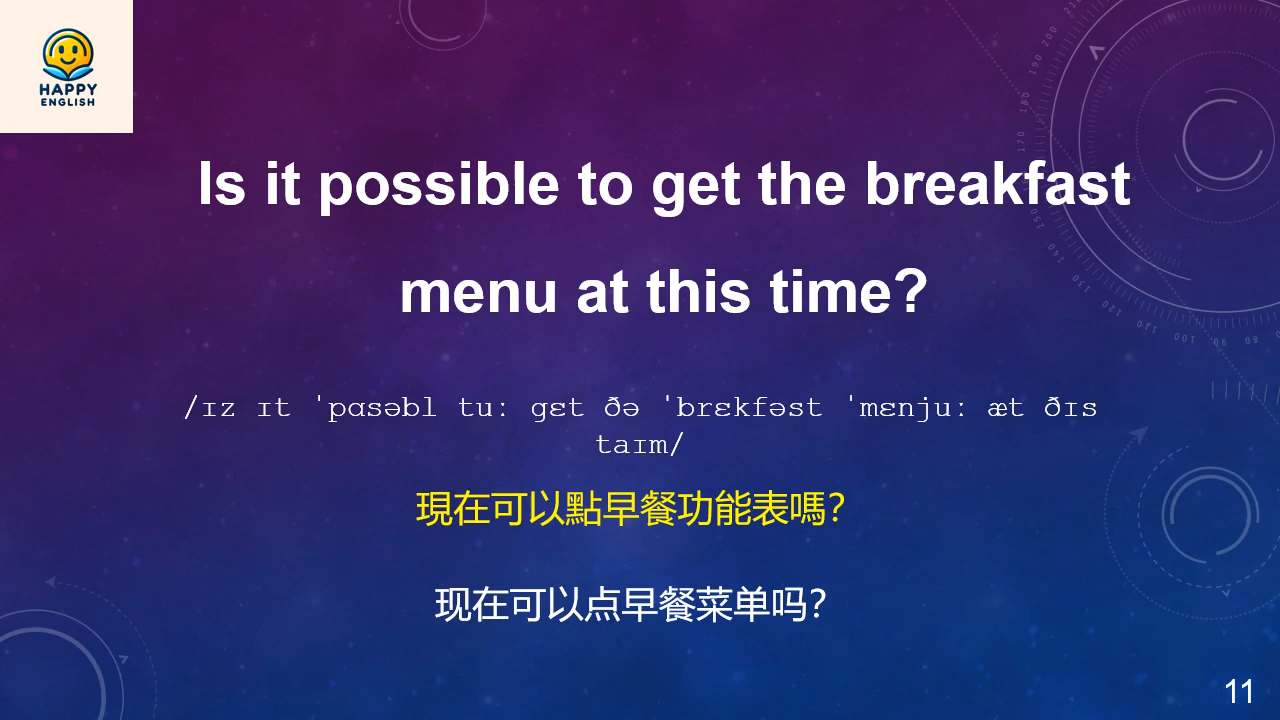 HAPPY
ENGLISH
Is it possible to get the breakfast
menu at this time?
/ɪz ɪt ˈpɑsəbl tuː ɡɛt ðə ˈbrɛkfəst ˈmɛnjuː æt ðɪs
taɪm/
現在可以點早餐功能表嗎?
现在可以点早餐菜单吗?
11